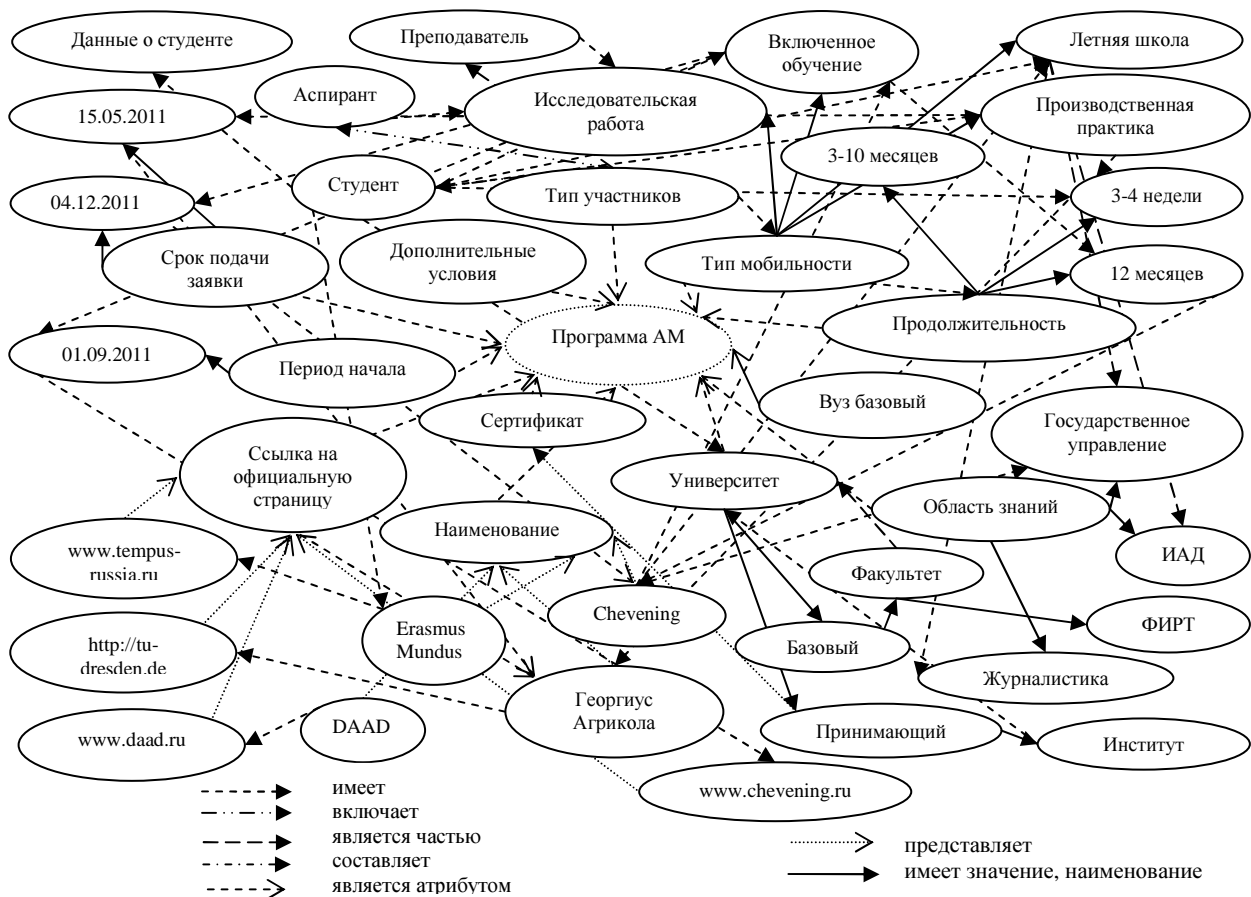 Данные о студенте
Преподаватель
Включенное
обучение
Летняя школа
15.05.2011
Аспирант
Исследовательская
работа
Производственная
практика
3-10 месяцев
Студент
04.12.2011
Тип участников
3-4 недели
Срок подачи
заявки
Дополнительные
условия
Тип мобильности
12 месяцев
Программа АМ
Продолжительность
01.09.2011
Период начала
Сертификат
Вуз базовый
Государственное
управление
Ссылка на
официальную
страницу
Университет
Область знаний
Наименование
www.tempus-
russia.ru
ИАД
Факультет
Chevening
ФИРТ
http://tu-
dresden.de
Erasmus
Mundus
Базовый
Журналистика
Георгиус
Агрикола
www.daad.ru
DAAD
Принимающий
Институт
www.chevening.ru
имеет
включает
является частью
составляет
является атрибутом
представляет
имеет значение, наименование